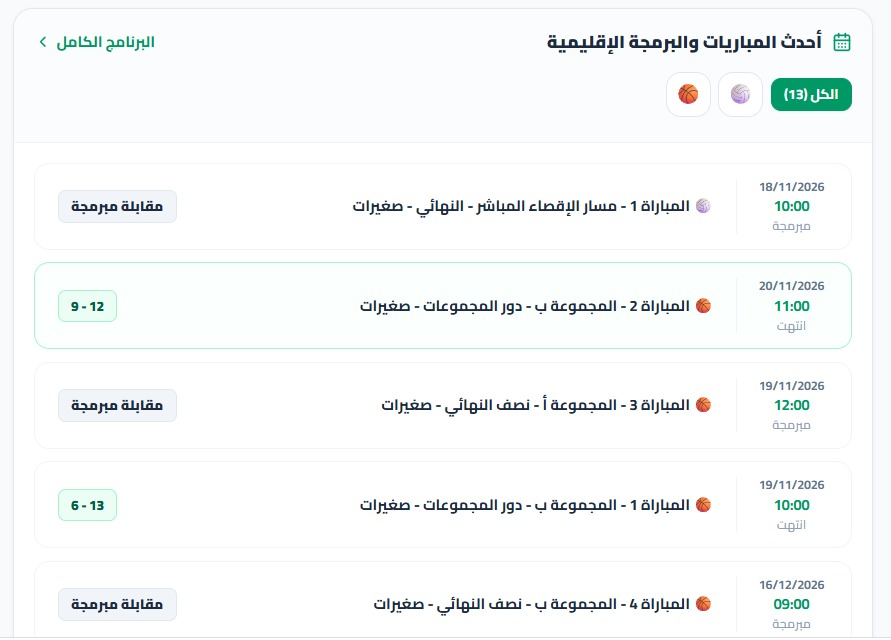 أحدث المباريات والبرمجة الإقليمية
البرنامج الكامل
الكل (13)
18/11/2026
10:00
مبرمجة
المباراة 1 - مسار الإقصاء المباشر - النهائي - صغيرات
مقابلة مبرمجة
20/11/2026
11:00
انتهت
المباراة 2 - المجموعة ب - دور المجموعات - صغيرات
12 - 9
19/11/2026
12:00
مبرمجة
المباراة 3 - المجموعة أ - نصف النهائي - صغيرات
مقابلة مبرمجة
19/11/2026
10:00
انتهت
المباراة 1 - المجموعة ب - دور المجموعات - صغيرات
13 - 6
16/12/2026
09:00
مبرمجة
المباراة 4 - المجموعة ب - نصف النهائي - صغيرات
مقابلة مبرمجة